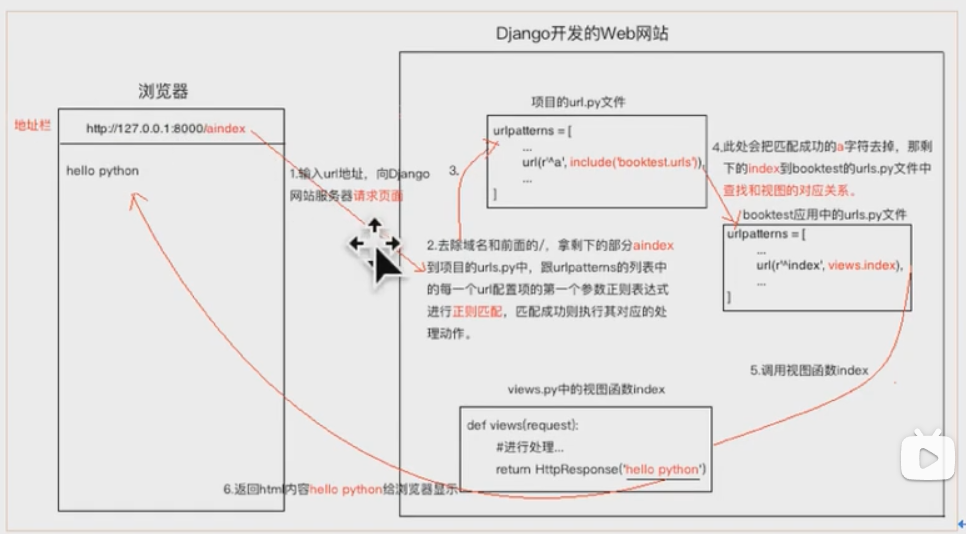 Django开发的Web网站
浏览器
地址栏
http://127.0.0.1:8000/aindex
hello python
1.输入url地址，向Django
网站服务器请求页面
项目的url.py文件
urlpatterns = [
...
url(r'^a', include('booktest.urls')),
...
]
3.
2.去除域名和前面的/，拿剩下的部分aindex
到项目的urls.py中，跟urlpatterns的列表中
的每一个url配置项的第一个参数正则表达式
进行正则匹配，匹配成功则执行其对应的处
理动作。
4.此处会把匹配成功的a字符去掉，那剩
下的index到booktest的urls.py文件中
查找和视图的对应关系。
booktest应用中的urls.py文件
urlpatterns = [
...
url(r'^index', views.index),
...
]
5.调用视图函数index
views.py中的视图函数index
def views(request):
#进行处理...
return HttpResponse('hello python')
6.返回html内容hello python给浏览器显示